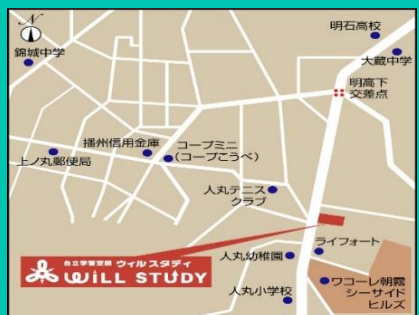 N
明石高校
錦城中学
大蔵中学
明高下
交差点
播州信用金庫
コープミニ
(コープこうべ)
上ノ丸郵便局
人丸テニス
クラブ
ライフォート
自立学習空間 ウィルスタディ
WiLL STUDY
人丸幼稚園
ワコーレ朝霧
シーサイド
ヒルズ
人丸小学校